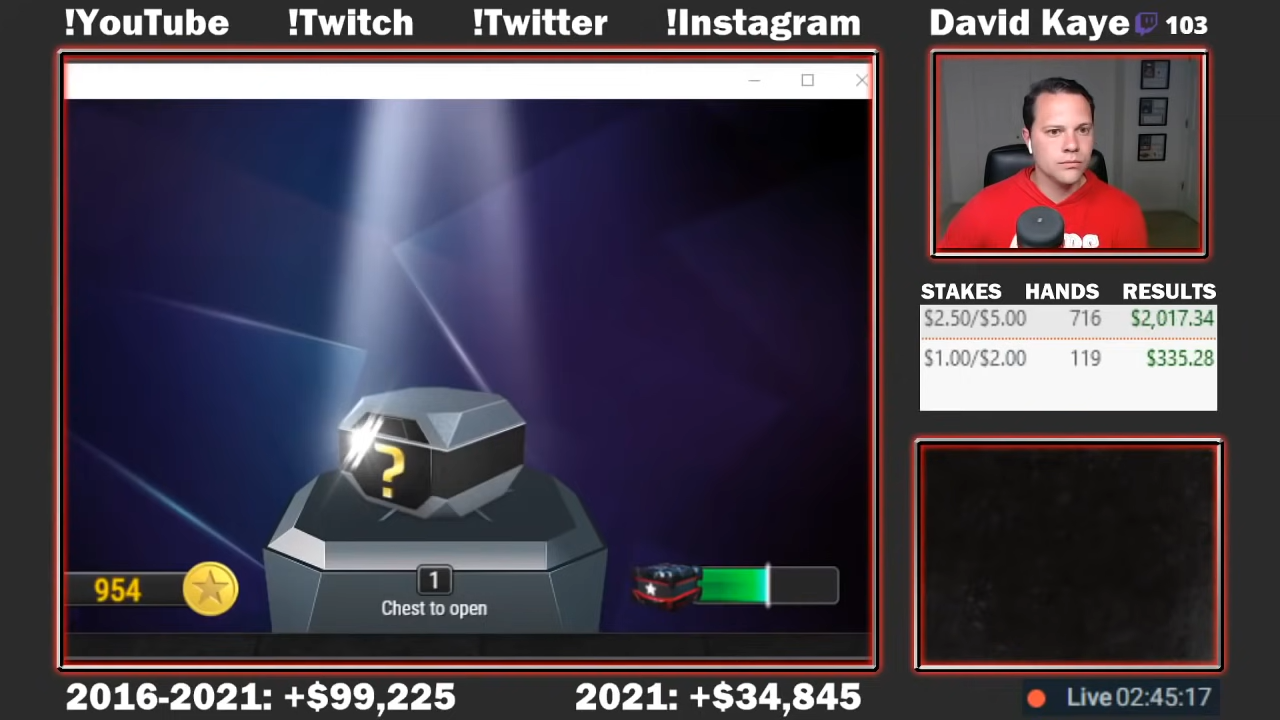 !YouTube !Twitch !Twitter !Instagram
David Kaye 103
STAKES HANDS RESULTS
$2.50/$5.00 716 $2,017.34
$1.00/$2.00 119 $335.28
?
954
1
Chest to open
2016-2021: +$99,225 2021: +$34,845
Live 02:45:17